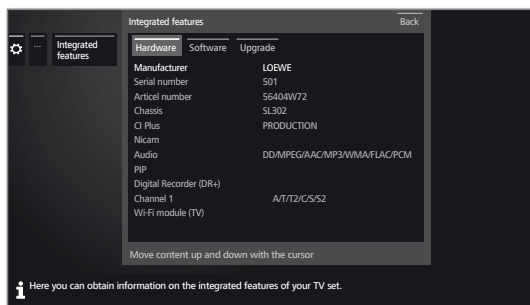 Integrated features Back
... Integrated
features
Hardware Software Upgrade
Manufacturer LOEWE
Serial number 501
Articel number 56404W72
Chassis SL302
CI Plus PRODUCTION
Nicam
Audio DD/MPEG/AAC/MP3/WMA/FLAC/PCM
PIP
Digital Recorder (DR+)
Channel 1 A/T/T2/C/S/S2
Wi-Fi module (TV)
Move content up and down with the cursor
i Here you can obtain information on the integrated features of your TV set.